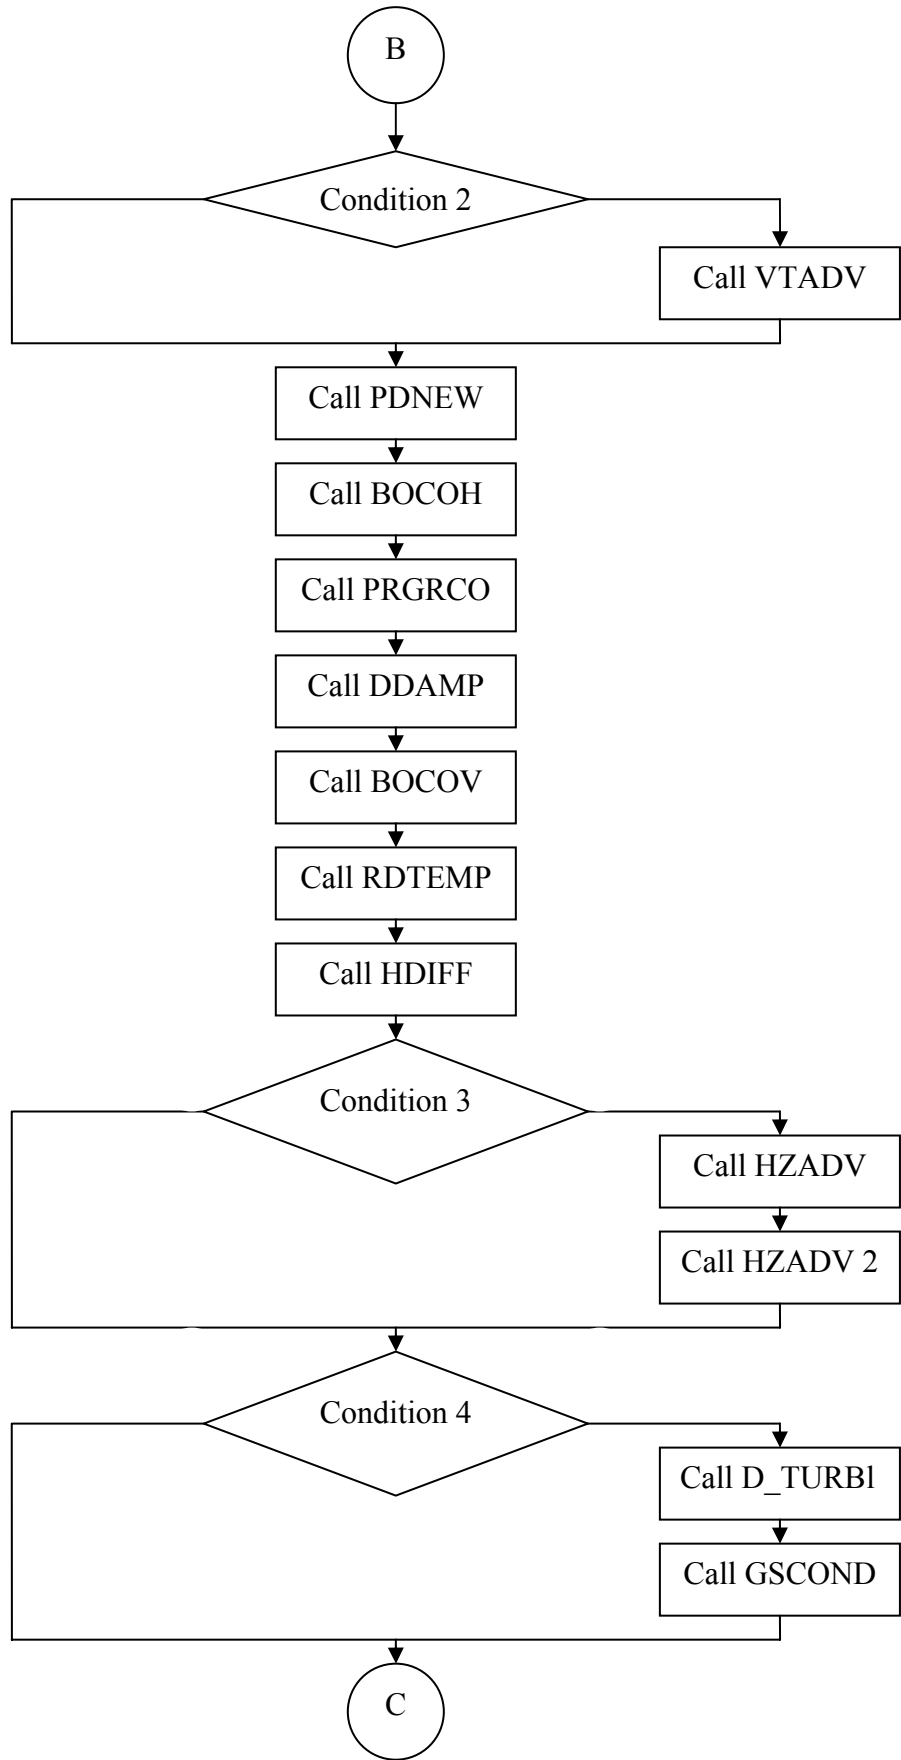 B
Condition 2
Call VTADV
Call PDNEW
Call BOCOH
Call PRGRCO
Call DDAMP
Call BOCOV
Call RDTEMP
Call HDIFF
Condition 3
Call HZADV
Call HZADV 2
Condition 4
Call D_TURBl
Call GSCOND
C